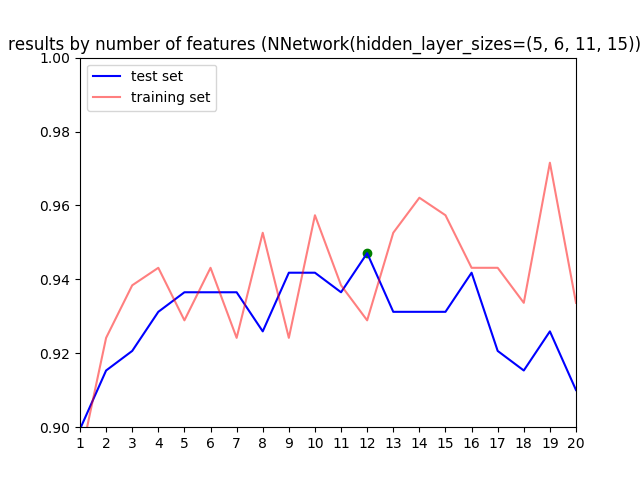 results by number of features (NNetwork(hidden_layer_sizes=(5, 6, 11, 15))
test set
training set
1.00
0.98
0.96
0.94
0.92
0.90
1 2 3 4 5 6 7 8 9 10 11 12 13 14 15 16 17 18 19 20